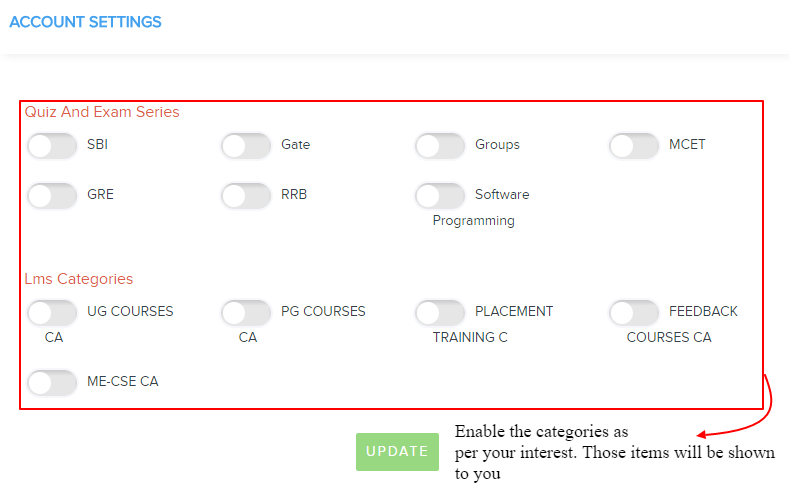 ACCOUNT SETTINGS
Quiz And Exam Series
SBI Gate Groups MCET
GRE RRB Software
Programming
Lms Categories
UG COURSES PG COURSES PLACEMENT FEEDBACK
CA CA TRAINING C COURSES CA
ME-CSE CA
UPDATE
Enable the categories as
per your interest. Those items will be shown
to you